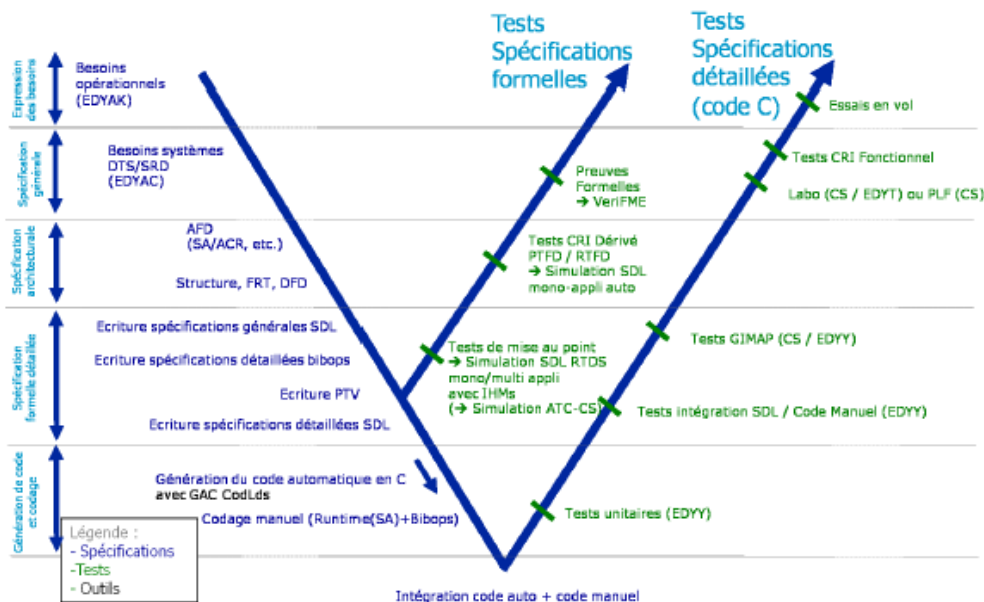 Tests
Spécifications
formelles
Tests
Spécifications
détaillées
(code C)
Expression
des besoins
Besoins
opérationnels
(EDYAK)
Essais en vol
Spécification
générale
Besoins systèmes
DTS/SRD
(EDYAC)
Preuves
Formelles
→ VeriFME
Tests CRI Fonctionnel
Labo (CS / EDYT) ou PLF (CS)
Spécification
architecturale
AFD
(SA/ACR, etc.)
Structure, FRT, DFD
Tests CRI Dérivé
PTFD / RTFD
→ Simulation SDL
mono-appli auto
Spécification
formelle détaillée
Ecriture spécifications générales SDL
Ecriture spécifications détaillées bibops
Ecriture PTV
Ecriture spécifications détaillées SDL
Tests de mise au point
→ Simulation SDL RTDS
mono/multi appli
avec IHMs
(→ Simulation ATC-CS)
Tests GIMAP (CS / EDYY)
Tests intégration SDL / Code Manuel (EDYY)
Génération de code
et codage
Génération du code automatique en C
avec GAC CodLds
Codage manuel (Runtime(SA)+Bibops)
Tests unitaires (EDYY)
Légende :
- Spécifications
-Tests
- Outils
Intégration code auto + code manuel